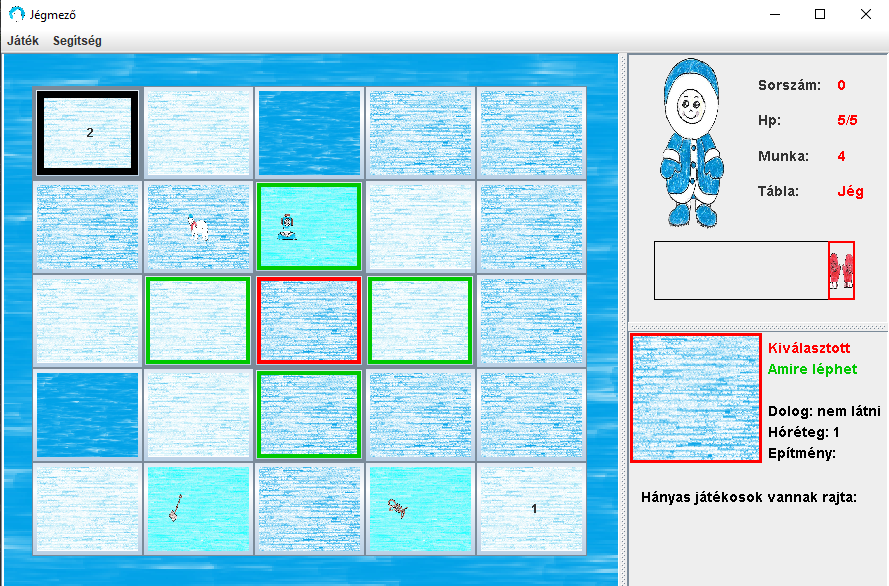 Jégmező
Játék Segítség
2
1
Sorszám: 0
Hp: 5/5
Munka: 4
Tábla: Jég
Kiválasztott
Amire léphet
Dolog: nem látni
Hóréteg: 1
Epítmény:
Hányas játékosok vannak rajta: